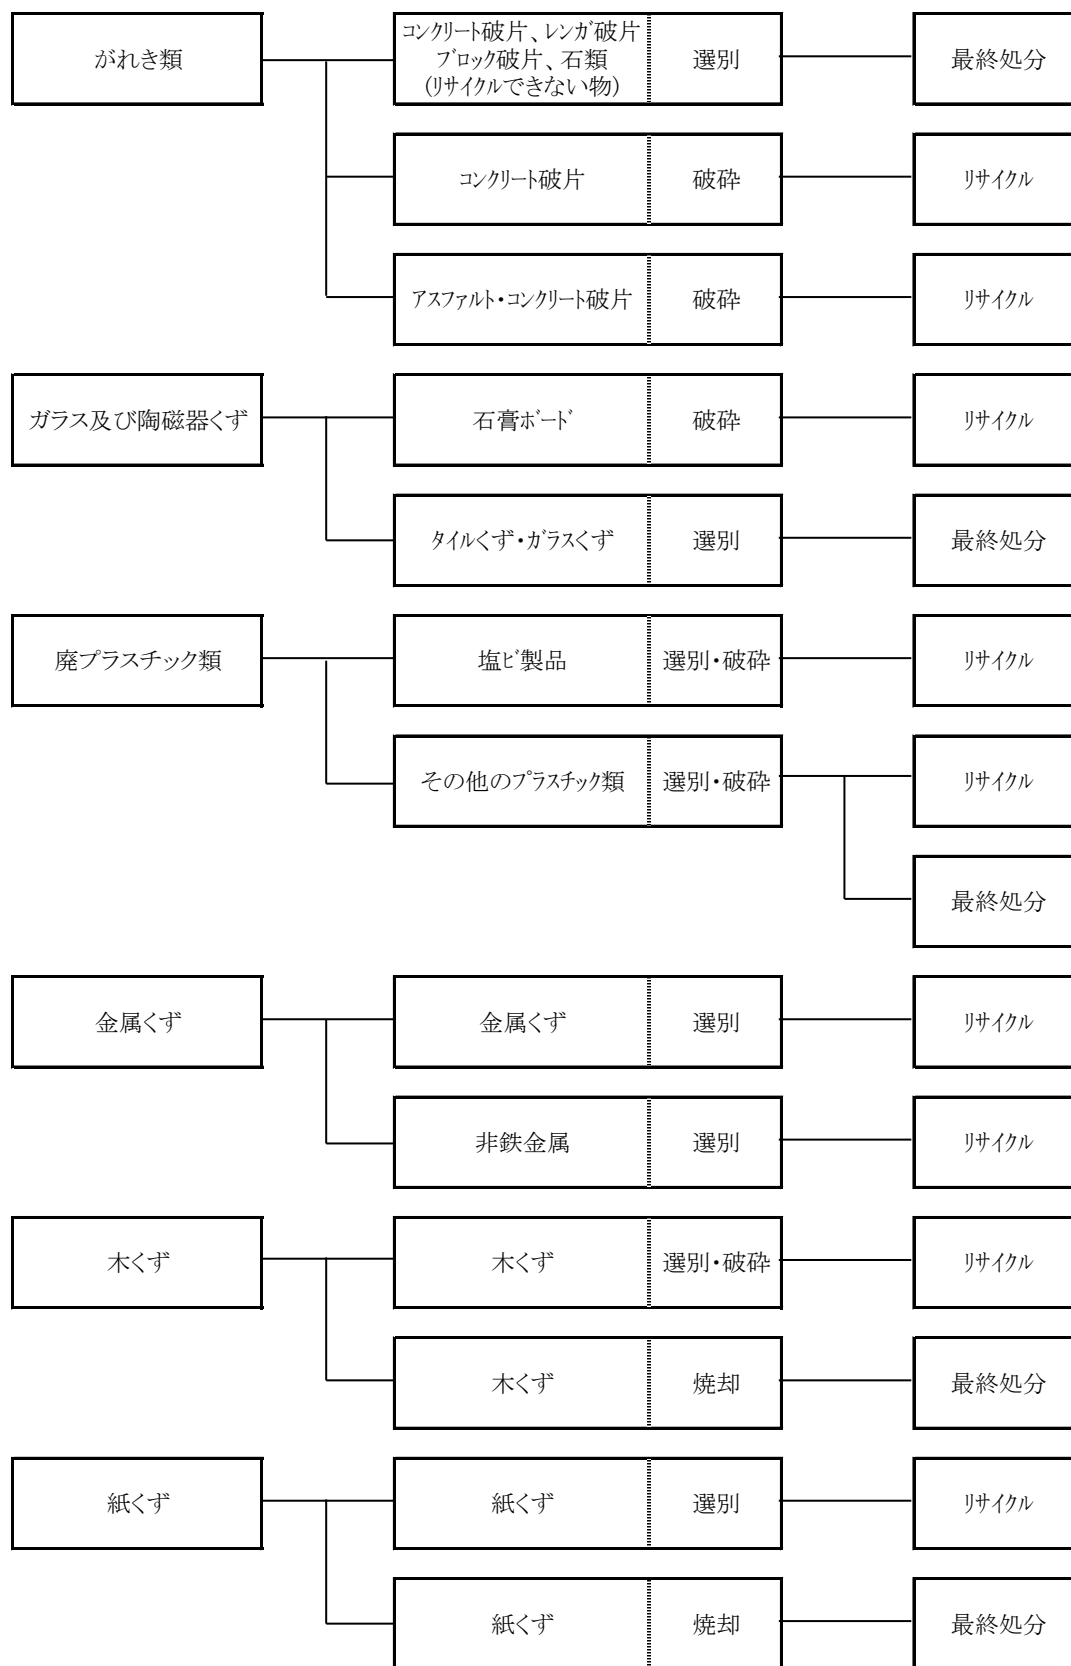 がれき類
コンクリート破片、レンガ破片
ブロック破片、石類
(リサイクルできない物)
選別
最終処分
コンクリート破片
破砕
リサイクル
アスファルト・コンクリート破片
破砕
リサイクル
ガラス及び陶磁器くず
石膏ボード
破砕
リサイクル
タイルくず・ガラスくず
選別
最終処分
廃プラスチック類
塩ビ製品
選別・破砕
リサイクル
その他のプラスチック類
選別・破砕
リサイクル
最終処分
金属くず
金属くず
選別
リサイクル
非鉄金属
選別
リサイクル
木くず
木くず
選別・破砕
リサイクル
木くず
焼却
最終処分
紙くず
紙くず
選別
リサイクル
紙くず
焼却
最終処分